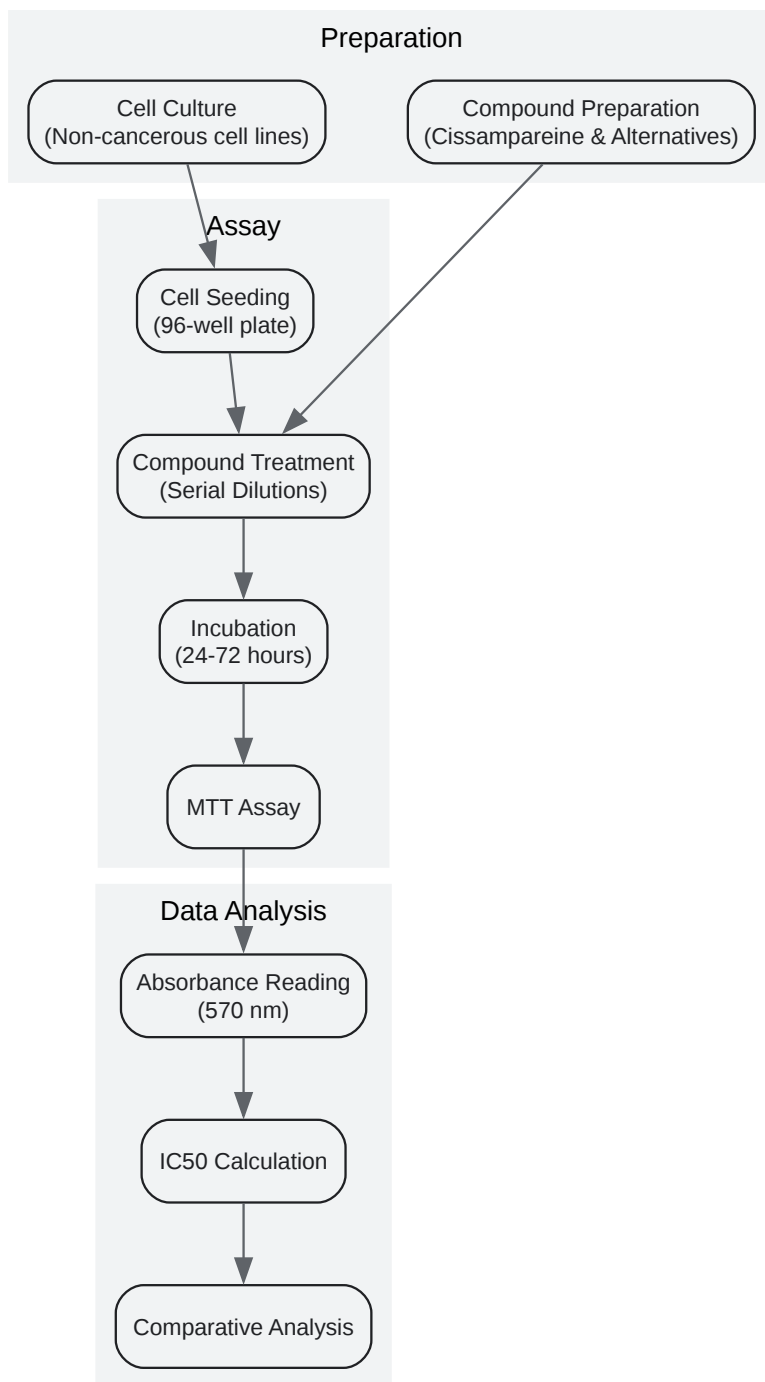 Preparation
Cell Culture
(Non-cancerous cell lines)
Compound Preparation
(Cissampareine & Alternatives)
Assay
Cell Seeding
(96-well plate)
Compound Treatment
(Serial Dilutions)
Incubation
(24-72 hours)
MTT Assay
Data Analysis
Absorbance Reading
(570 nm)
IC50 Calculation
Comparative Analysis